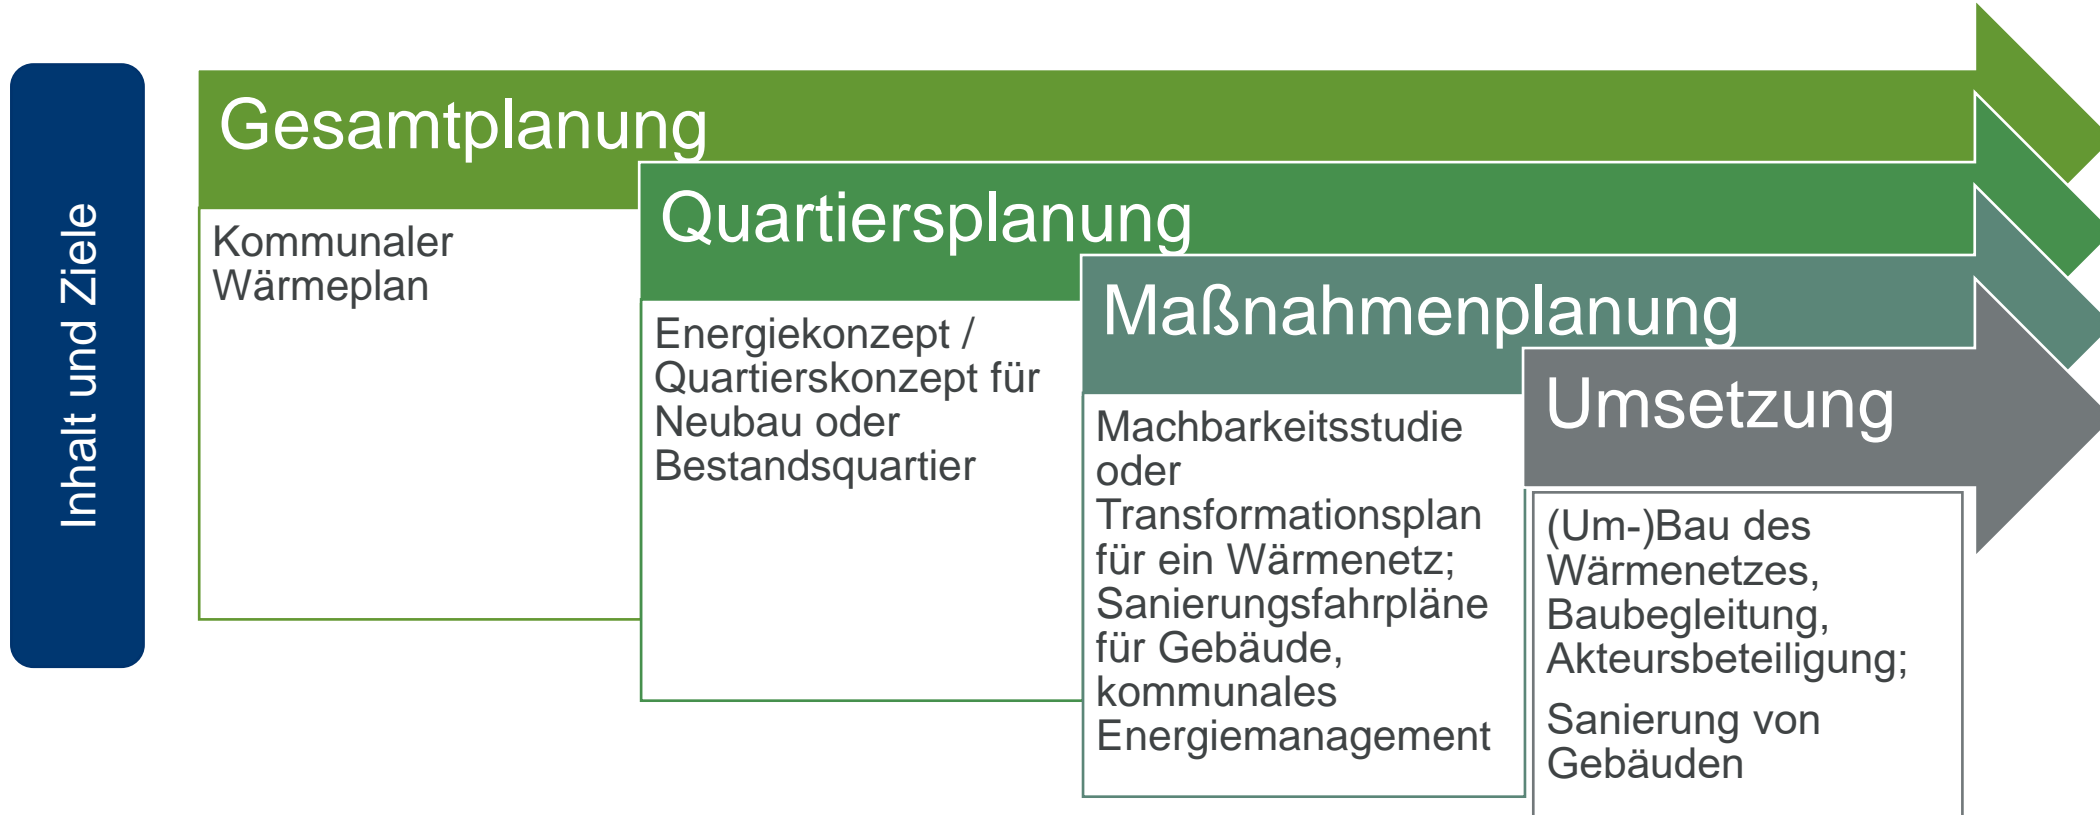 Inhalt und Ziele
Gesamtplanung
Kommunaler
Wärmeplan
Quartiersplanung
Energiekonzept /
Quartierskonzept für
Neubau oder
Bestandsquartier
Maßnahmenplanung
Machbarkeitsstudie
oder
Transformationsplan
für ein Wärmenetz;
Sanierungsfahrpläne
für Gebäude,
kommunales
Energiemanagement
Umsetzung
(Um-)Bau des
Wärmenetzes,
Baubegleitung,
Akteursbeteiligung;
Sanierung von
Gebäuden